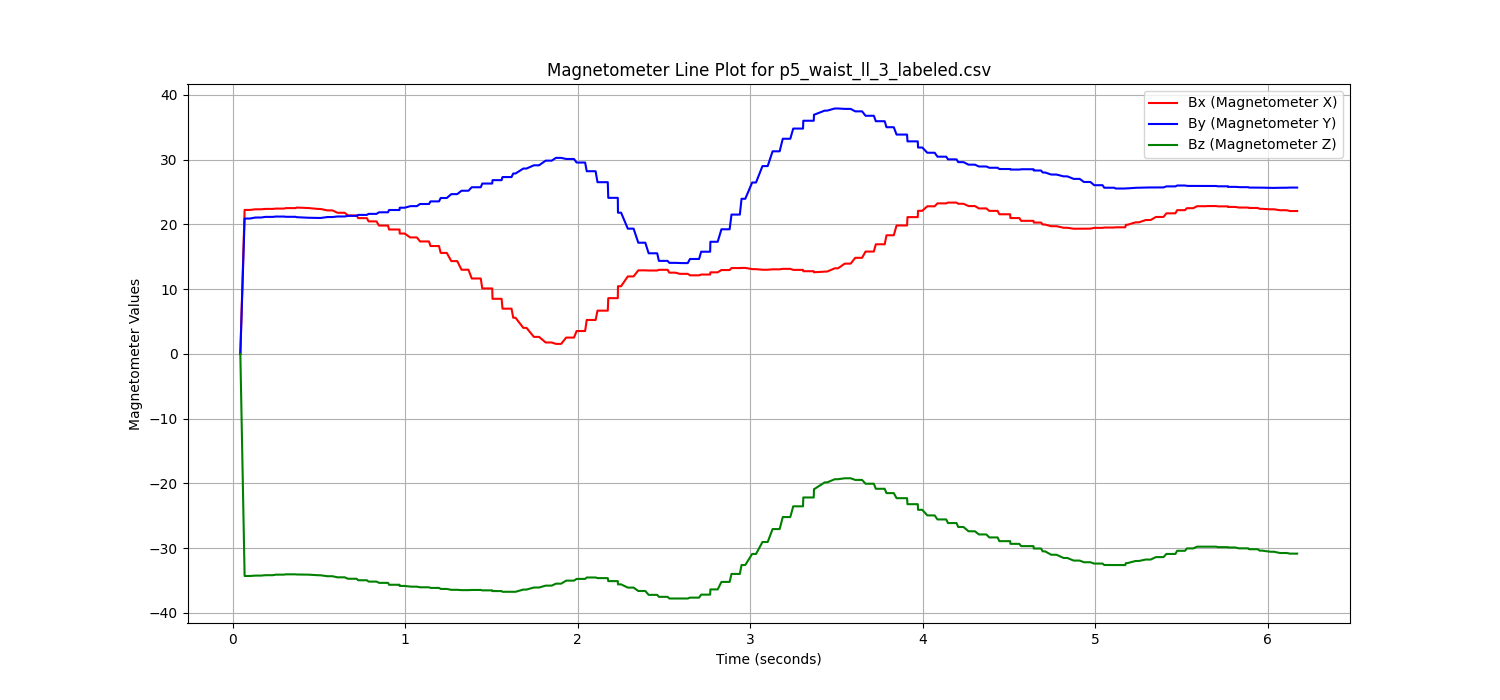 Magnetometer Line Plot for p5_waist_ll_3_labeled.csv
40
30
20
10
0
−10
−20
−30
−40
Magnetometer Values
Bx (Magnetometer X)
By (Magnetometer Y)
Bz (Magnetometer Z)
0 1 2 3 4 5 6
Time (seconds)